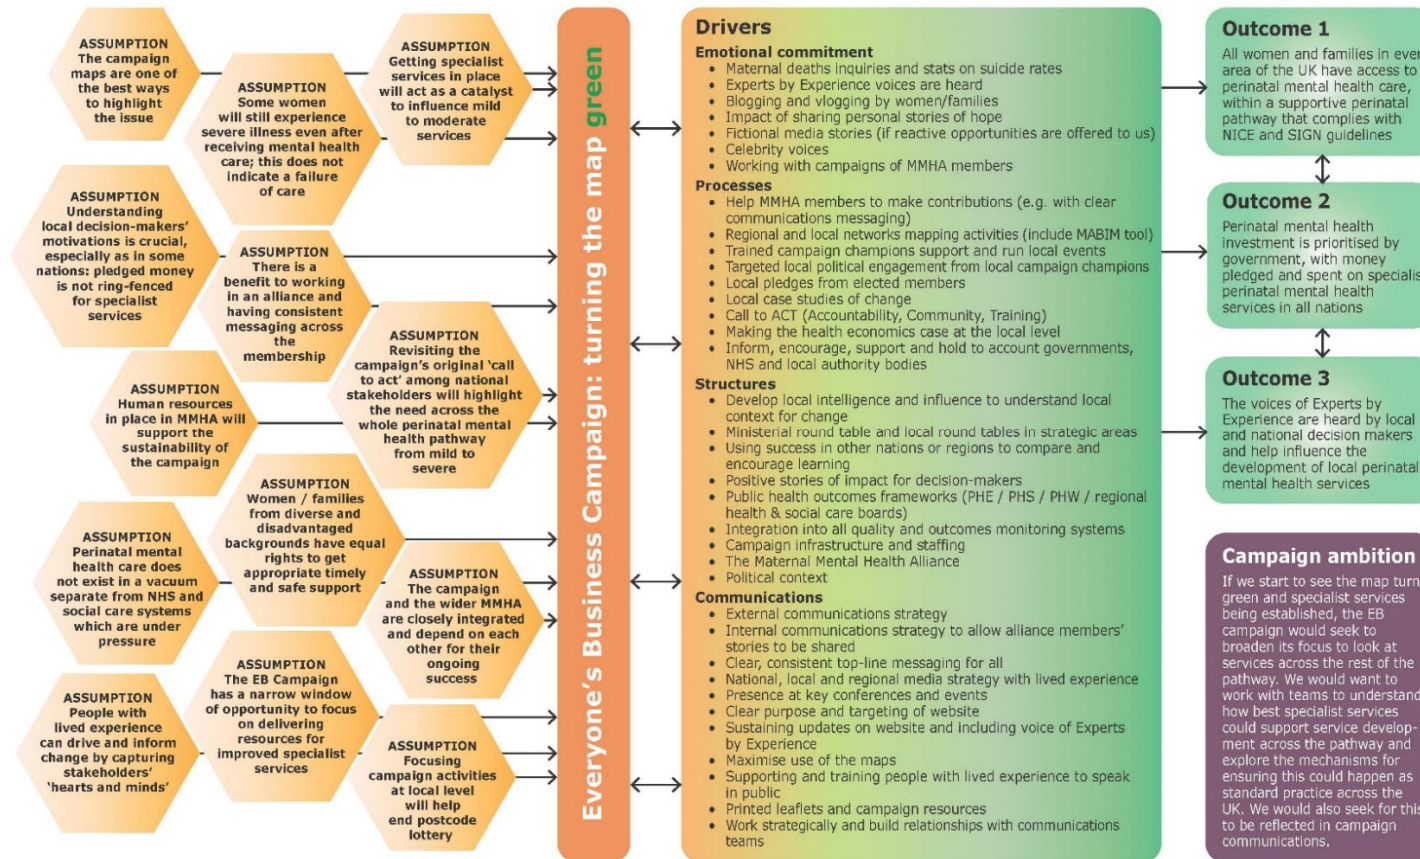 ASSUMPTION
The campaign
maps are one of
the best ways
to highlight
the issue
ASSUMPTION
Some women
will still experience
severe illness even after
receiving mental health
care; this does not
indicate a failure
of care
ASSUMPTION
Getting specialist
services in place
will act as a catalyst
to influence mild
to moderate
services
ASSUMPTION
Understanding
local decision-makers'
motivations is crucial,
especially as in some
nations: pledged money
is not ring-fenced
for specialist
services
ASSUMPTION
There is a
benefit to working
in an alliance and
having consistent
messaging across
the
membership
ASSUMPTION
Revisiting the
campaign's original 'call
to act' among national
stakeholders will highlight
the need across the
whole perinatal mental
health pathway
from mild to
severe
ASSUMPTION
Human resources
in place in MMHA will
support the
sustainability of
the campaign
ASSUMPTION
Women / families
from diverse and
disadvantaged
backgrounds have equal
rights to get
appropriate timely
and safe support
ASSUMPTION
Perinatal mental
health care does
not exist in a vacuum
separate from NHS and
social care systems
which are under
pressure
ASSUMPTION
The campaign
and the wider MMHA
are closely integrated
and depend on each
other for their
ongoing
success
ASSUMPTION
The EB Campaign
has a narrow window
of opportunity to focus
on delivering
resources for
improved specialist
services
ASSUMPTION
People with
lived experience
can drive and inform
change by capturing
stakeholders'
'hearts and minds'
ASSUMPTION
Focusing
campaign activities
at local level
will help
end postcode
lottery
Everyone's Business Campaign: turning the map green
Drivers
Emotional commitment
• Maternal deaths inquiries and stats on suicide rates
• Experts by Experience voices are heard
• Blogging and vlogging by women/families
• Impact of sharing personal stories of hope
• Fictional media stories (if reactive opportunities are offered to us)
• Celebrity voices
• Working with campaigns of MMHA members
Processes
• Help MMHA members to make contributions (e.g. with clear
communications messaging)
• Regional and local networks mapping activities (include MABIM tool)
• Trained campaign champions support and run local events
• Targeted local political engagement from local campaign champions
• Local pledges from elected members
• Local case studies of change
• Call to ACT (Accountability, Community, Training)
• Making the health economics case at the local level
• Inform, encourage, support and hold to account governments,
NHS and local authority bodies
Structures
• Develop local intelligence and influence to understand local
context for change
• Ministerial round table and local round tables in strategic areas
• Using success in other nations or regions to compare and
encourage learning
• Positive stories of impact for decision-makers
• Public health outcomes frameworks (PHE / PHS / PHW / regional
health & social care boards)
• Integration into all quality and outcomes monitoring systems
• Campaign infrastructure and staffing
• The Maternal Mental Health Alliance
• Political context
Communications
• External communications strategy
• Internal communications strategy to allow alliance members'
stories to be shared
• Clear, consistent top-line messaging for all
• National, local and regional media strategy with lived experience
• Presence at key conferences and events
• Clear purpose and targeting of website
• Sustaining updates on website and including voice of Experts
by Experience
• Maximise use of the maps
• Supporting and training people with lived experience to speak
in public
• Printed leaflets and campaign resources
• Work strategically and build relationships with communications
teams
Outcome 1
All women and families in ever
area of the UK have access to
perinatal mental health care,
within a supportive perinatal
pathway that complies with
NICE and SIGN guidelines
Outcome 2
Perinatal mental health
investment is prioritised by
government, with money
pledged and spent on specialis
perinatal mental health
services in all nations
Outcome 3
The voices of Experts by
Experience are heard by local
and national decision makers
and help influence the
development of local perinatal
mental health services
Campaign ambition
If we start to see the map turn
green and specialist services
being established, the EB
campaign would seek to
broaden its focus to look at
services across the rest of the
pathway. We would want to
work with teams to understand
how best specialist services
could support service develop-
ment across the pathway and
explore the mechanisms for
ensuring this could happen as
standard practice across the
UK. We would also seek for this
to be reflected in campaign
communications.